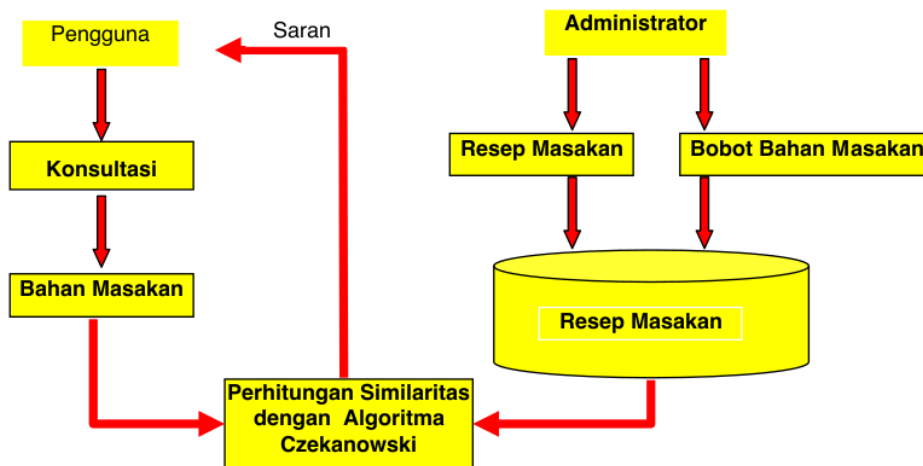 Pengguna
Saran
Administrator
Konsultasi
Resep Masakan
Bobot Bahan Masakan
Bahan Masakan
Resep Masakan
Perhitungan Similaritas
dengan Algoritma
Czekanowski